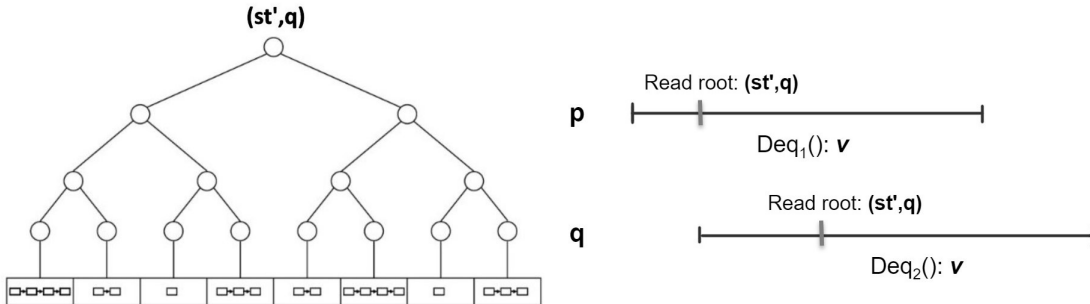 (st',q)
Read root: (st',q)
p
Deq₁(): v
Read root: (st',q)
q
Deq₂(): v